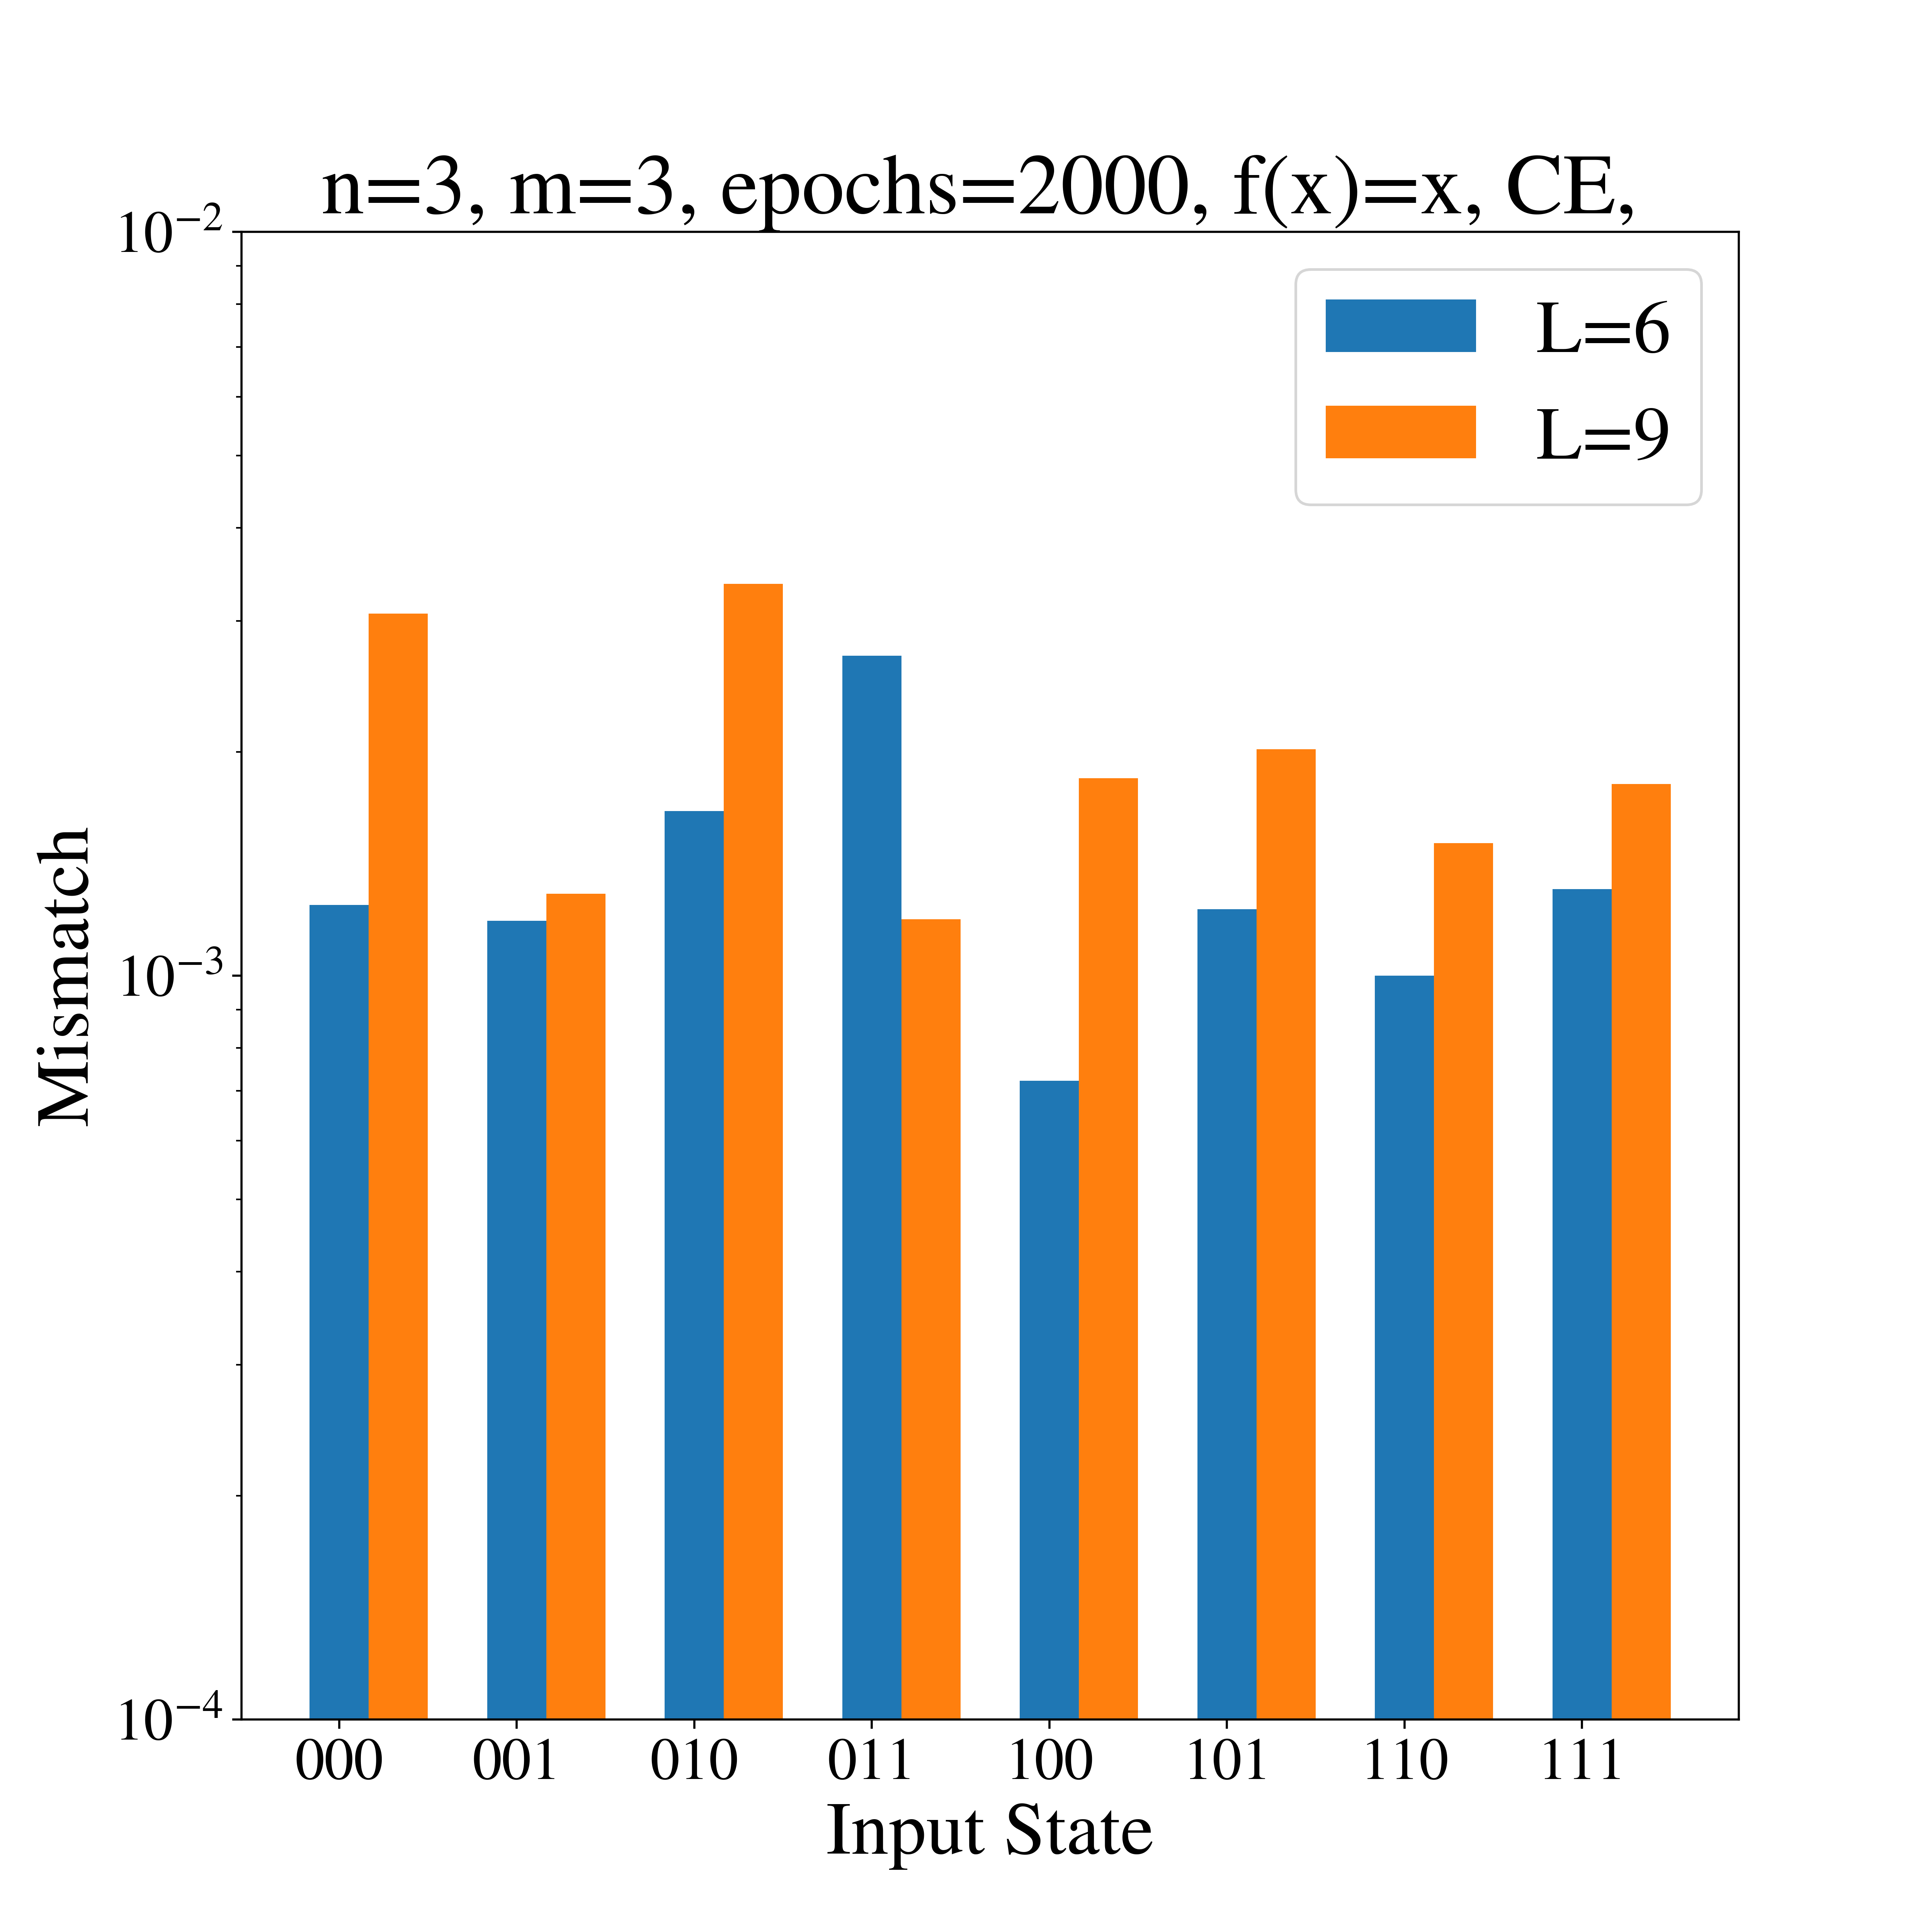 n=3, m=3, epochs=2000, f(x)=x, CE,
10⁻²
L=6
L=9
Mismatch
10⁻³
10⁻⁴
000 001 010 011 100 101 110 111
Input State